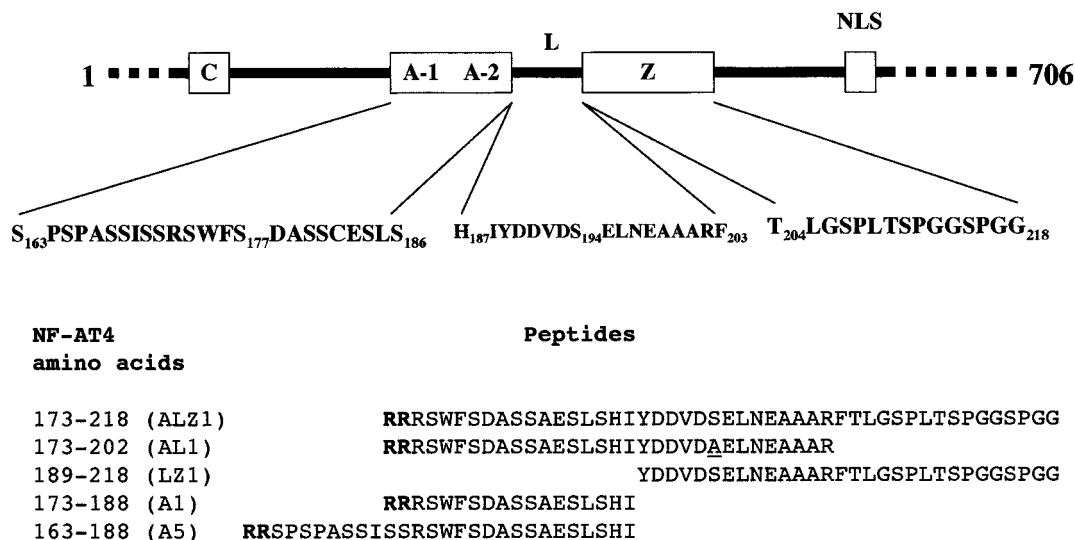 NLS
L
1 C A-1 A-2 Z 706
S163PSPASSISSRSWFS177DASSCESLS186 H187IYDDVDS194ELNEAAARF203 T204LGSPLTSPGGSPGG218
NF-AT4 Peptides
amino acids
173-218 (ALZ1) RRRSWFSDASSAESLSHIYDDVDSELNEAAARFTLGSPLTSPGGSPGG
173-202 (AL1) RRRSWFSDASSAESLSHIYDDVDAELNEAAAR
189-218 (LZ1) YDDVDSELNEAAARFTLGSPLTSPGGSPGG
173-188 (A1) RRRSWFSDASSAESLSHI
163-188 (A5) RRSPSPASSISSRSWFSDASSAESLSHI